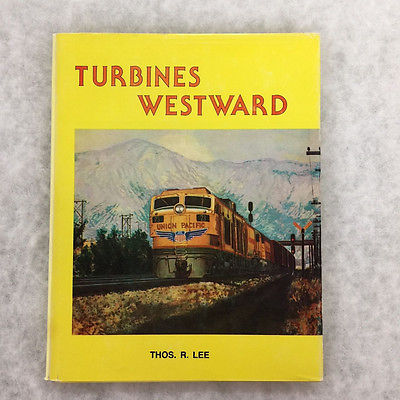 TURBINES
WESTWARD
UNION PACIFIC
THOS. R. LEE